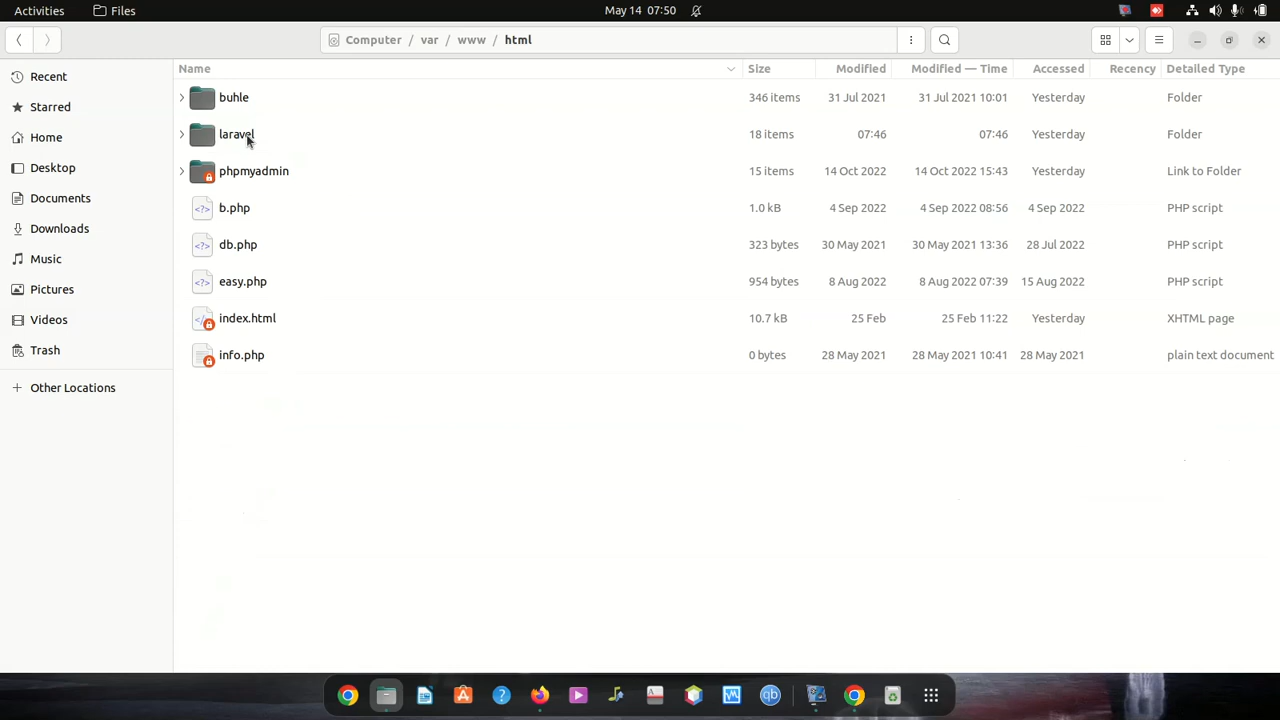 Activities Files May 14 07:50
Computer / var / www / html
Name Size Modified Modified — Time Accessed Recency Detailed Type
Recent
Starred
Home
Desktop
Documents
Downloads
Music
Pictures
Videos
Trash
+ Other Locations
buhle 346 items 31 Jul 2021 31 Jul 2021 10:01 Yesterday Folder
laravel 18 items 07:46 07:46 Yesterday Folder
phpmyadmin 15 items 14 Oct 2022 14 Oct 2022 15:43 Yesterday Link to Folder
b.php 1.0 kB 4 Sep 2022 4 Sep 2022 08:56 4 Sep 2022 PHP script
db.php 323 bytes 30 May 2021 30 May 2021 13:36 28 Jul 2022 PHP script
easy.php 954 bytes 8 Aug 2022 8 Aug 2022 07:39 15 Aug 2022 PHP script
index.html 10.7 kB 25 Feb 25 Feb 11:22 Yesterday XHTML page
info.php 0 bytes 28 May 2021 28 May 2021 10:41 28 May 2021 plain text document